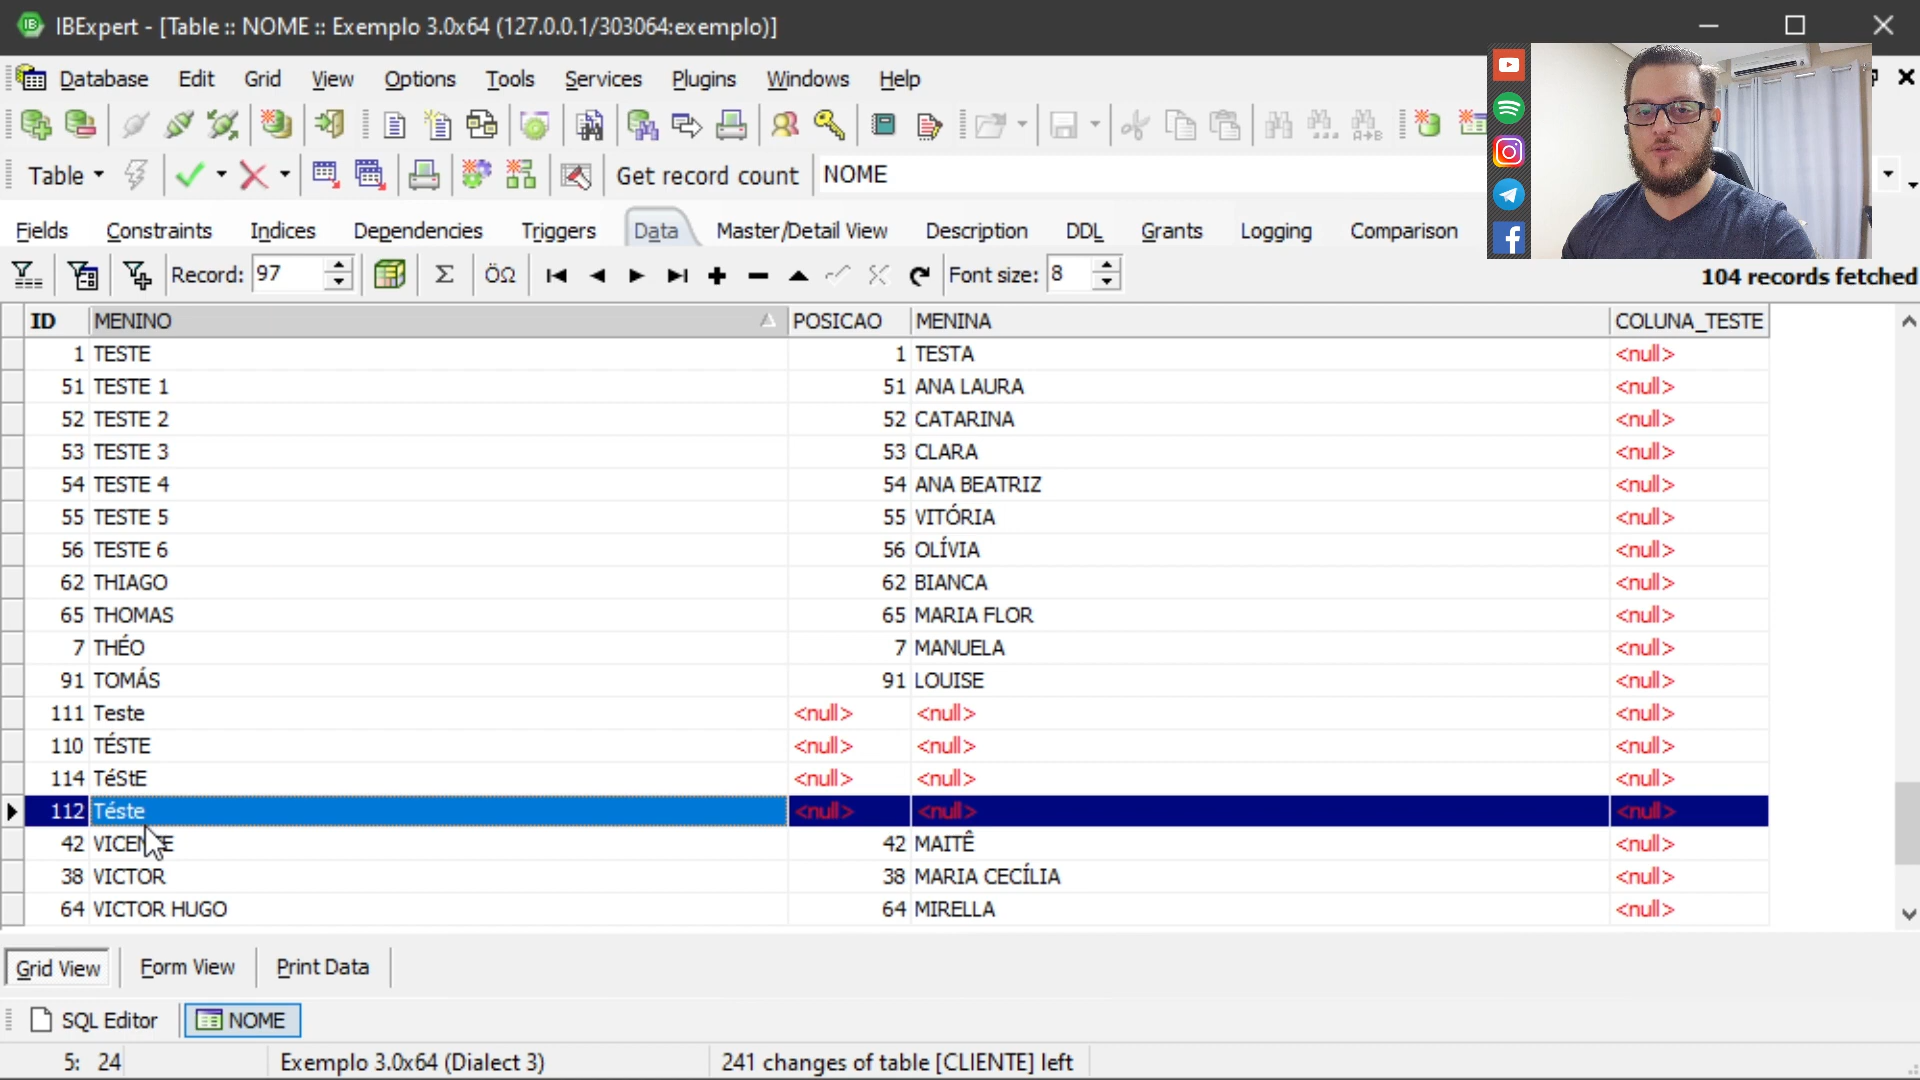 IBExpert - [Table :: NOME :: Exemplo 3.0x64 (127.0.0.1/303064:exemplo)]
Database Edit Grid View Options Tools Services Plugins Windows Help
Table Get record count NOME
Fields Constraints Indices Dependencies Triggers Data Master/Detail View Description DDL Grants Logging Comparison
Record: 97 Σ ÖΩ Font size: 8 104 records fetched
ID MENINO POSICAO MENINA COLUNA_TESTE
1 TESTE 1 TESTA <null>
51 TESTE 1 51 ANA LAURA <null>
52 TESTE 2 52 CATARINA <null>
53 TESTE 3 53 CLARA <null>
54 TESTE 4 54 ANA BEATRIZ <null>
55 TESTE 5 55 VITÓRIA <null>
56 TESTE 6 56 OLÍVIA <null>
62 THIAGO 62 BIANCA <null>
65 THOMAS 65 MARIA FLOR <null>
7 THÉO 7 MANUELA <null>
91 TOMÁS 91 LOUISE <null>
111 Teste <null> <null> <null>
110 TÉSTE <null> <null> <null>
114 TéStE <null> <null> <null>
112 Téste <null> <null> <null>
42 VICENTE 42 MAITÊ <null>
38 VICTOR 38 MARIA CECÍLIA <null>
64 VICTOR HUGO 64 MIRELLA <null>
Grid View Form View Print Data
SQL Editor NOME
5: 24 Exemplo 3.0x64 (Dialect 3) 241 changes of table [CLIENTE] left